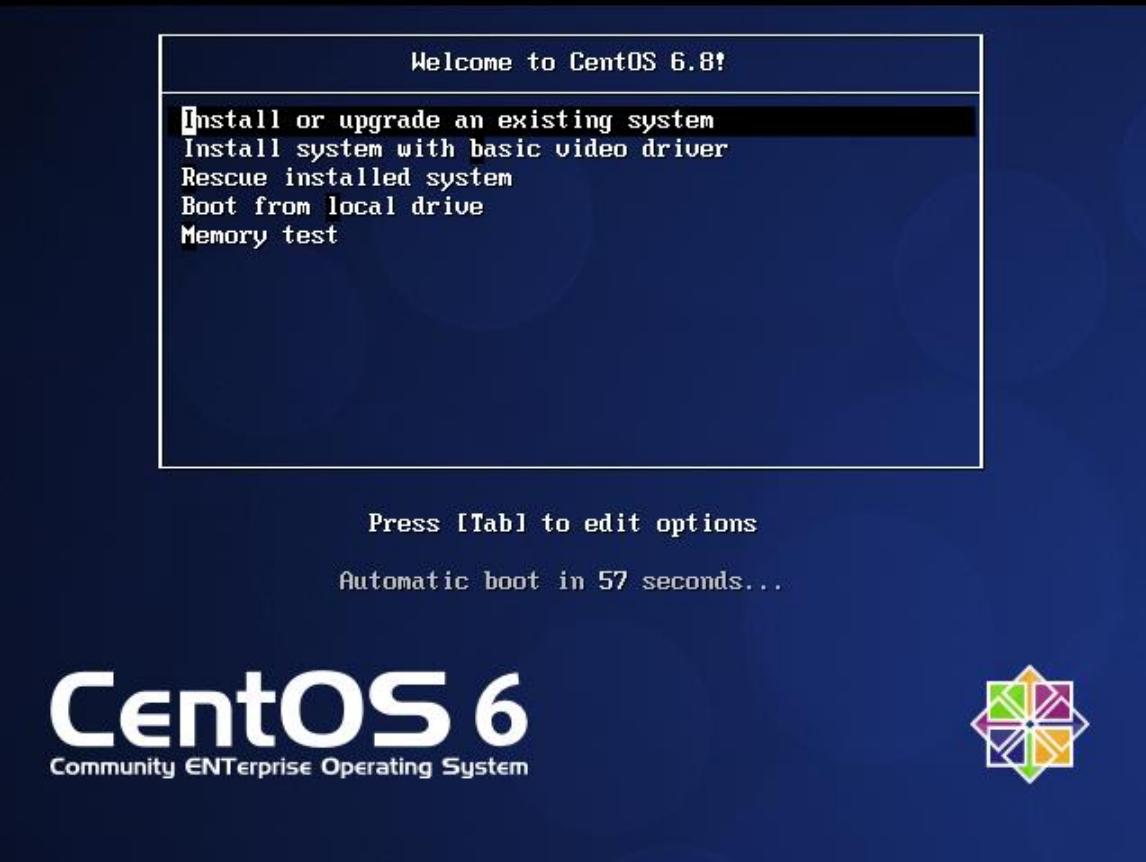 Welcome to CentOS 6.8!
Install or upgrade an existing system
Install system with basic video driver
Rescue installed system
Boot from local drive
Memory test
Press [Tab] to edit options
Automatic boot in 57 seconds...
CentOS 6
Community ENTerprise Operating System